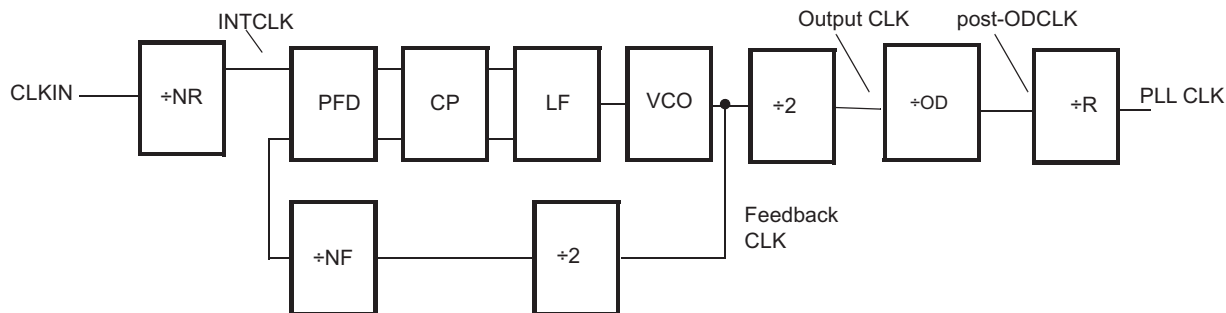 INTCLK
Output CLK
post-ODCLK
CLKIN
÷NR
PFD
CP
LF
VCO
÷2
÷OD
÷R
PLL CLK
÷NF
÷2
Feedback
CLK